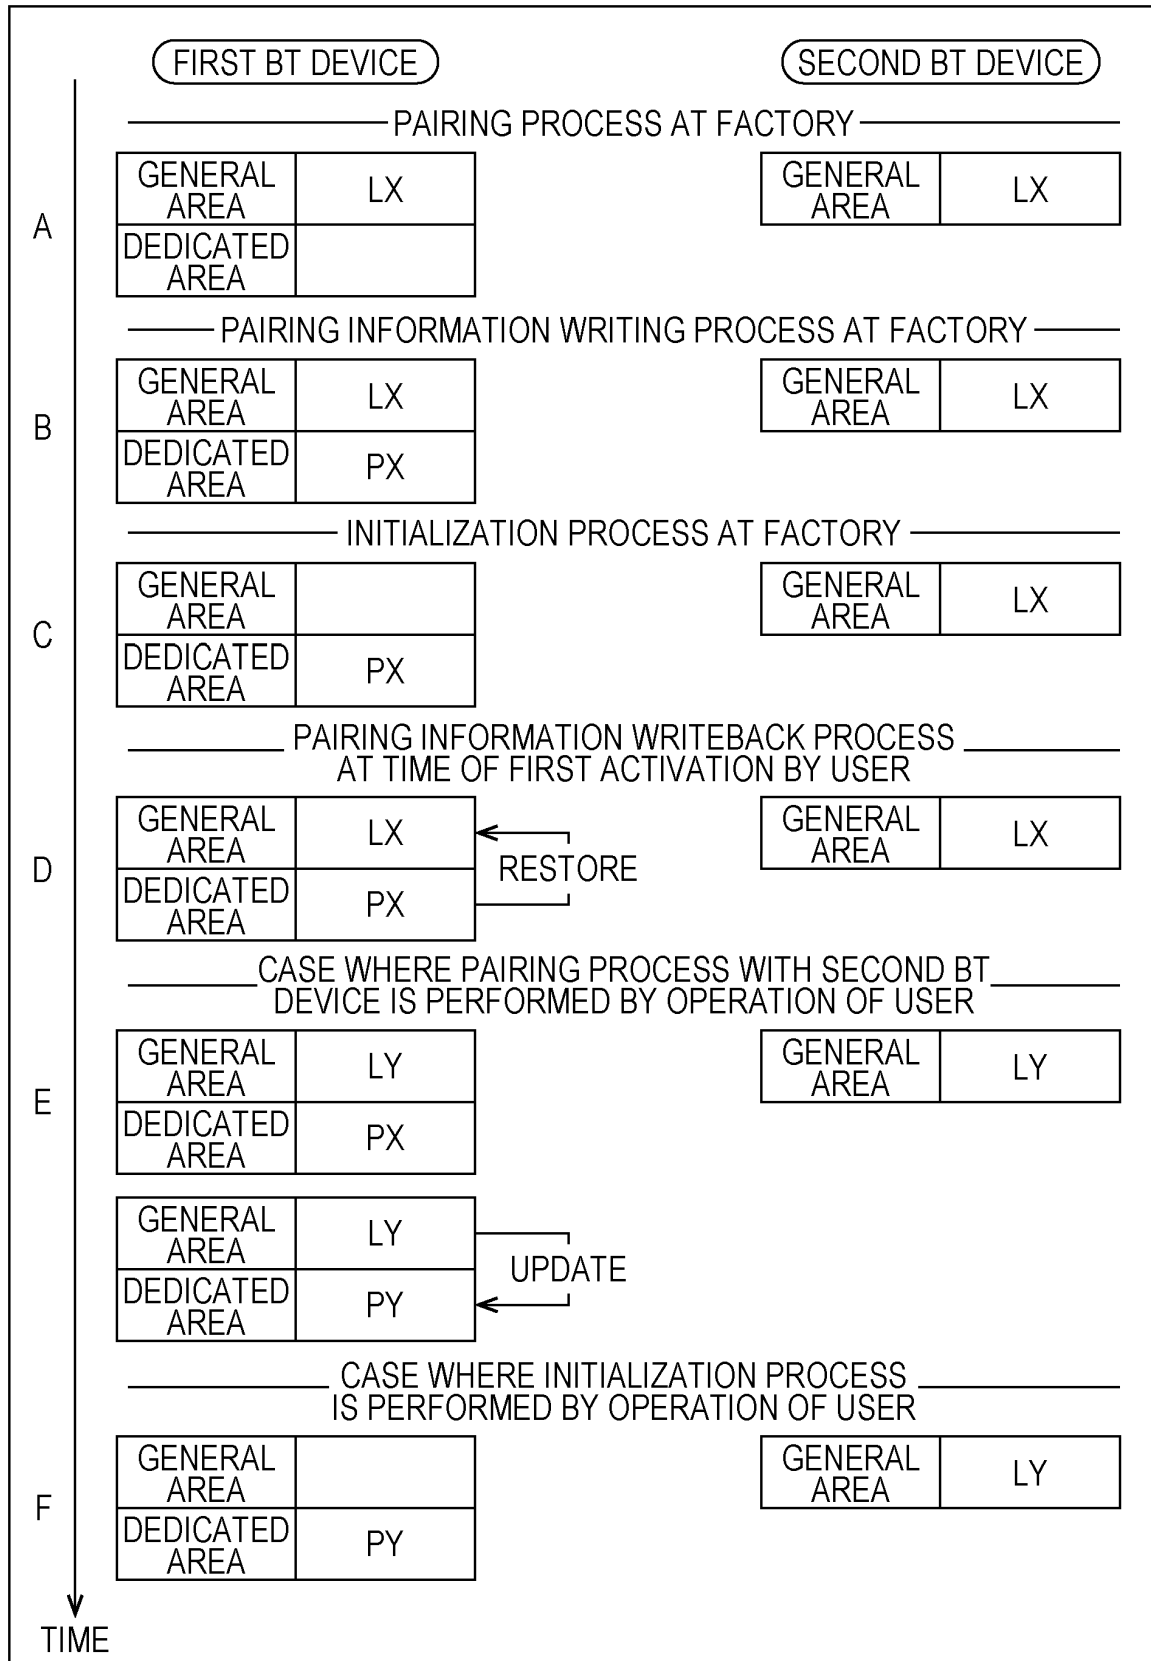 FIRST BT DEVICE
SECOND BT DEVICE
PAIRING PROCESS AT FACTORY
A
GENERAL
AREA
LX
DEDICATED
AREA
GENERAL
AREA
LX
PAIRING INFORMATION WRITING PROCESS AT FACTORY
B
GENERAL
AREA
LX
DEDICATED
AREA
PX
GENERAL
AREA
LX
INITIALIZATION PROCESS AT FACTORY
C
GENERAL
AREA
DEDICATED
AREA
PX
GENERAL
AREA
LX
PAIRING INFORMATION WRITEBACK PROCESS
AT TIME OF FIRST ACTIVATION BY USER
D
GENERAL
AREA
LX
DEDICATED
AREA
PX
RESTORE
GENERAL
AREA
LX
CASE WHERE PAIRING PROCESS WITH SECOND BT
DEVICE IS PERFORMED BY OPERATION OF USER
E
GENERAL
AREA
LY
DEDICATED
AREA
PX
GENERAL
AREA
LY
GENERAL
AREA
LY
DEDICATED
AREA
PY
UPDATE
CASE WHERE INITIALIZATION PROCESS
IS PERFORMED BY OPERATION OF USER
F
GENERAL
AREA
DEDICATED
AREA
PY
GENERAL
AREA
LY
TIME